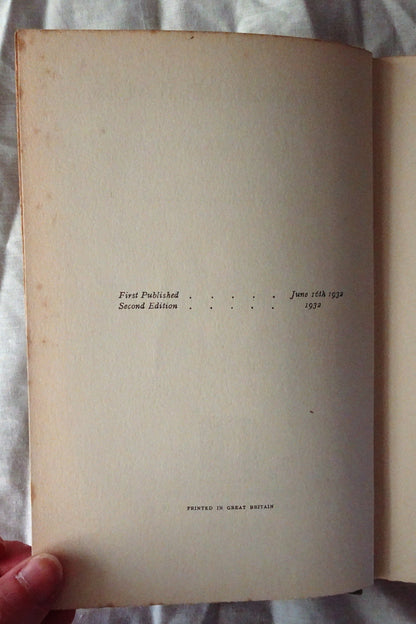 First Published . . . . . June 16th 1932
Second Edition . . . . . 1932
PRINTED IN GREAT BRITAIN